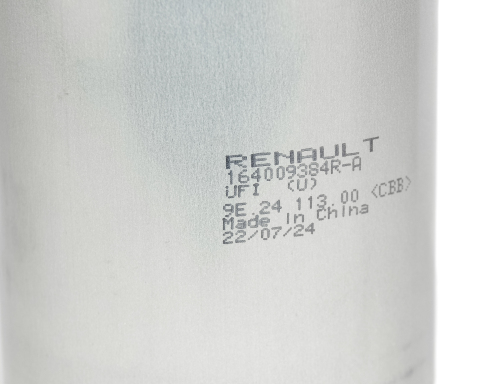 RENAULT
164009384R-A
UFI (U)
9E.24 113.00 <CBB>
Made in China
22/07/24